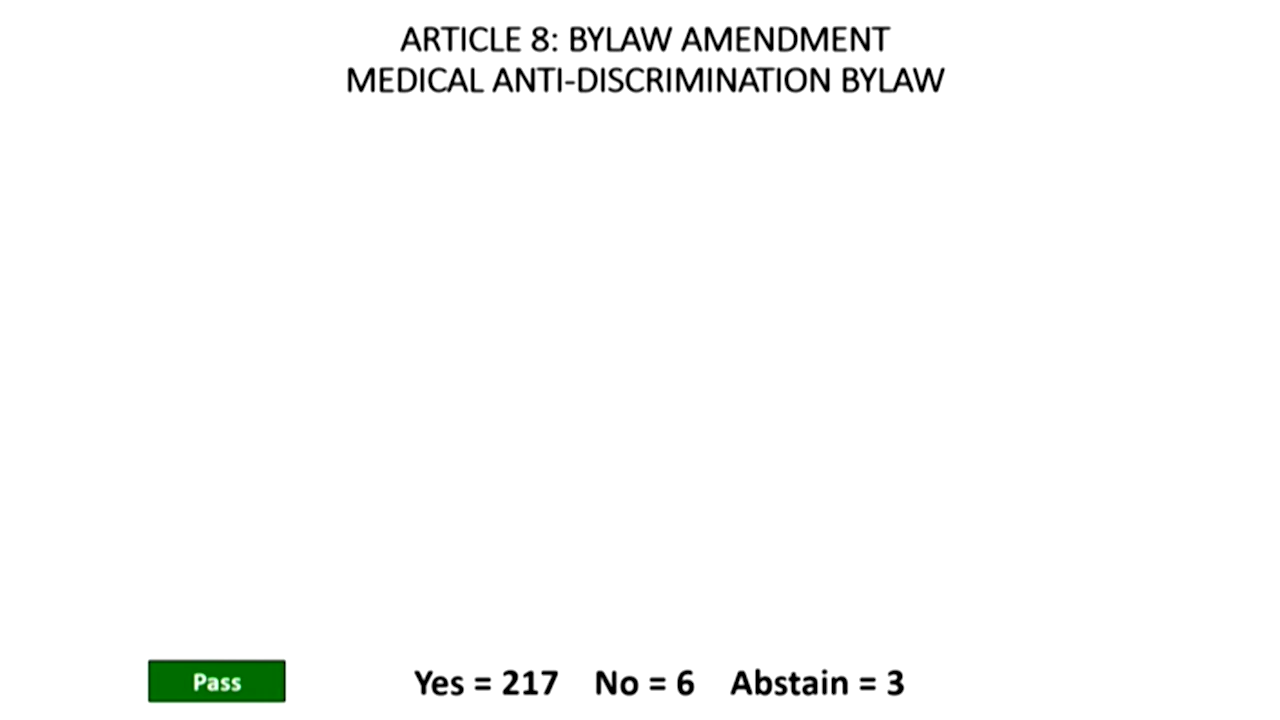 ARTICLE 8: BYLAW AMENDMENT
MEDICAL ANTI-DISCRIMINATION BYLAW
Pass Yes = 217 No = 6 Abstain = 3